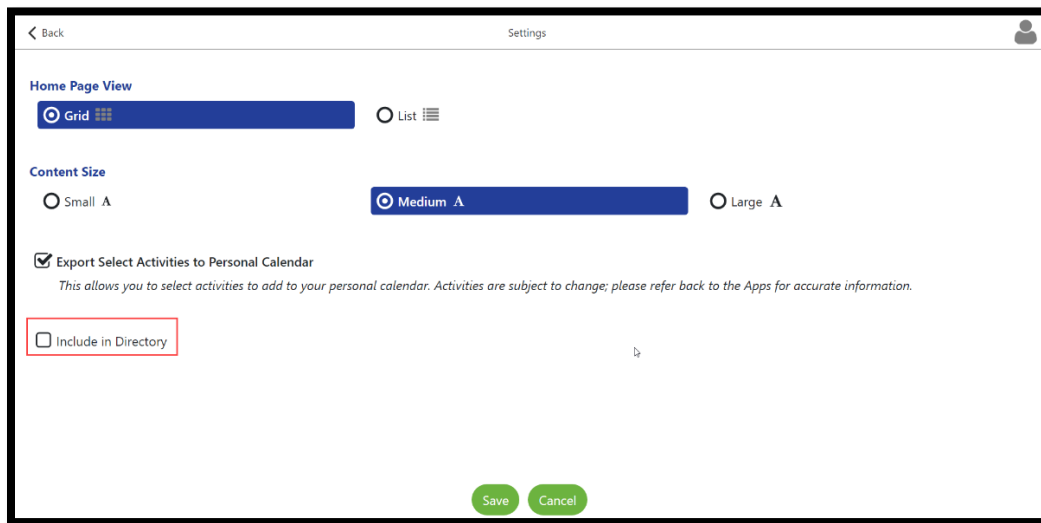 Back
Settings
Home Page View
Grid
List
Content Size
Small A
Medium A
Large A
Export Select Activities to Personal Calendar
This allows you to select activities to add to your personal calendar. Activities are subject to change; please refer back to the Apps for accurate information.
Include in Directory
Save
Cancel